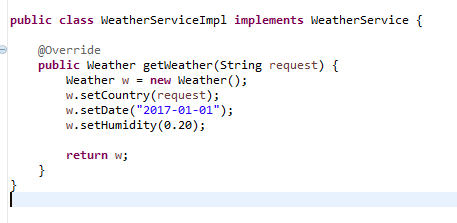 public class WeatherServiceImpl implements WeatherService {
@Override
public Weather getWeather(String request) {
Weather w = new Weather();
w.setCountry(request);
w.setDate("2017-01-01");
w.setHumidity(0.20);
return w;
}
}